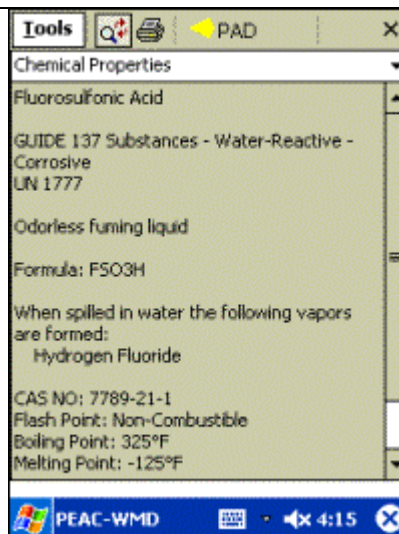 Tools PAD
Chemical Properties
Fluorosulfonic Acid
GUIDE 137 Substances - Water-Reactive -
Corrosive
UN 1777
Odorless fuming liquid
Formula: FSO3H
When spilled in water the following vapors
are formed:
Hydrogen Fluoride
CAS NO: 7789-21-1
Flash Point: Non-Combustible
Boiling Point: 325°F
Melting Point: -125°F
PEAC-WMD 4:15